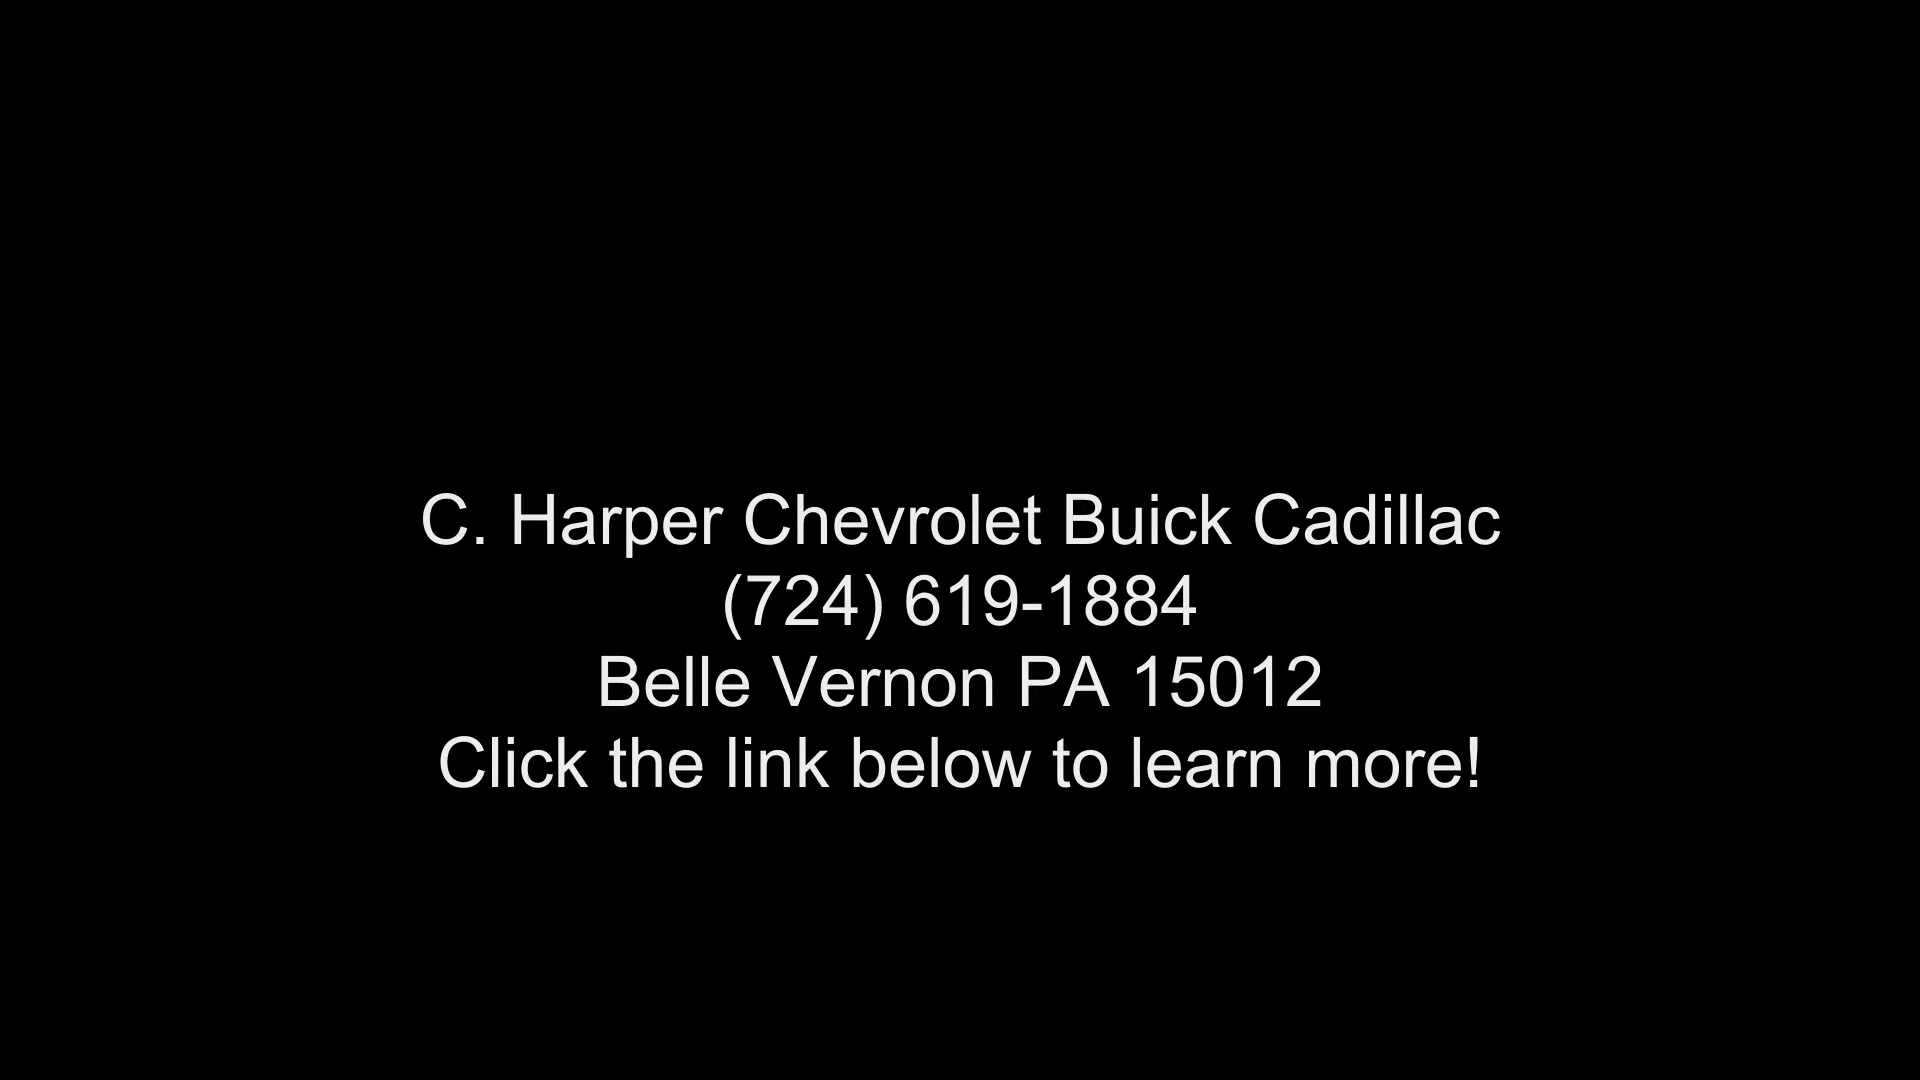 C. Harper Chevrolet Buick Cadillac
(724) 619-1884
Belle Vernon PA 15012
Click the link below to learn more!